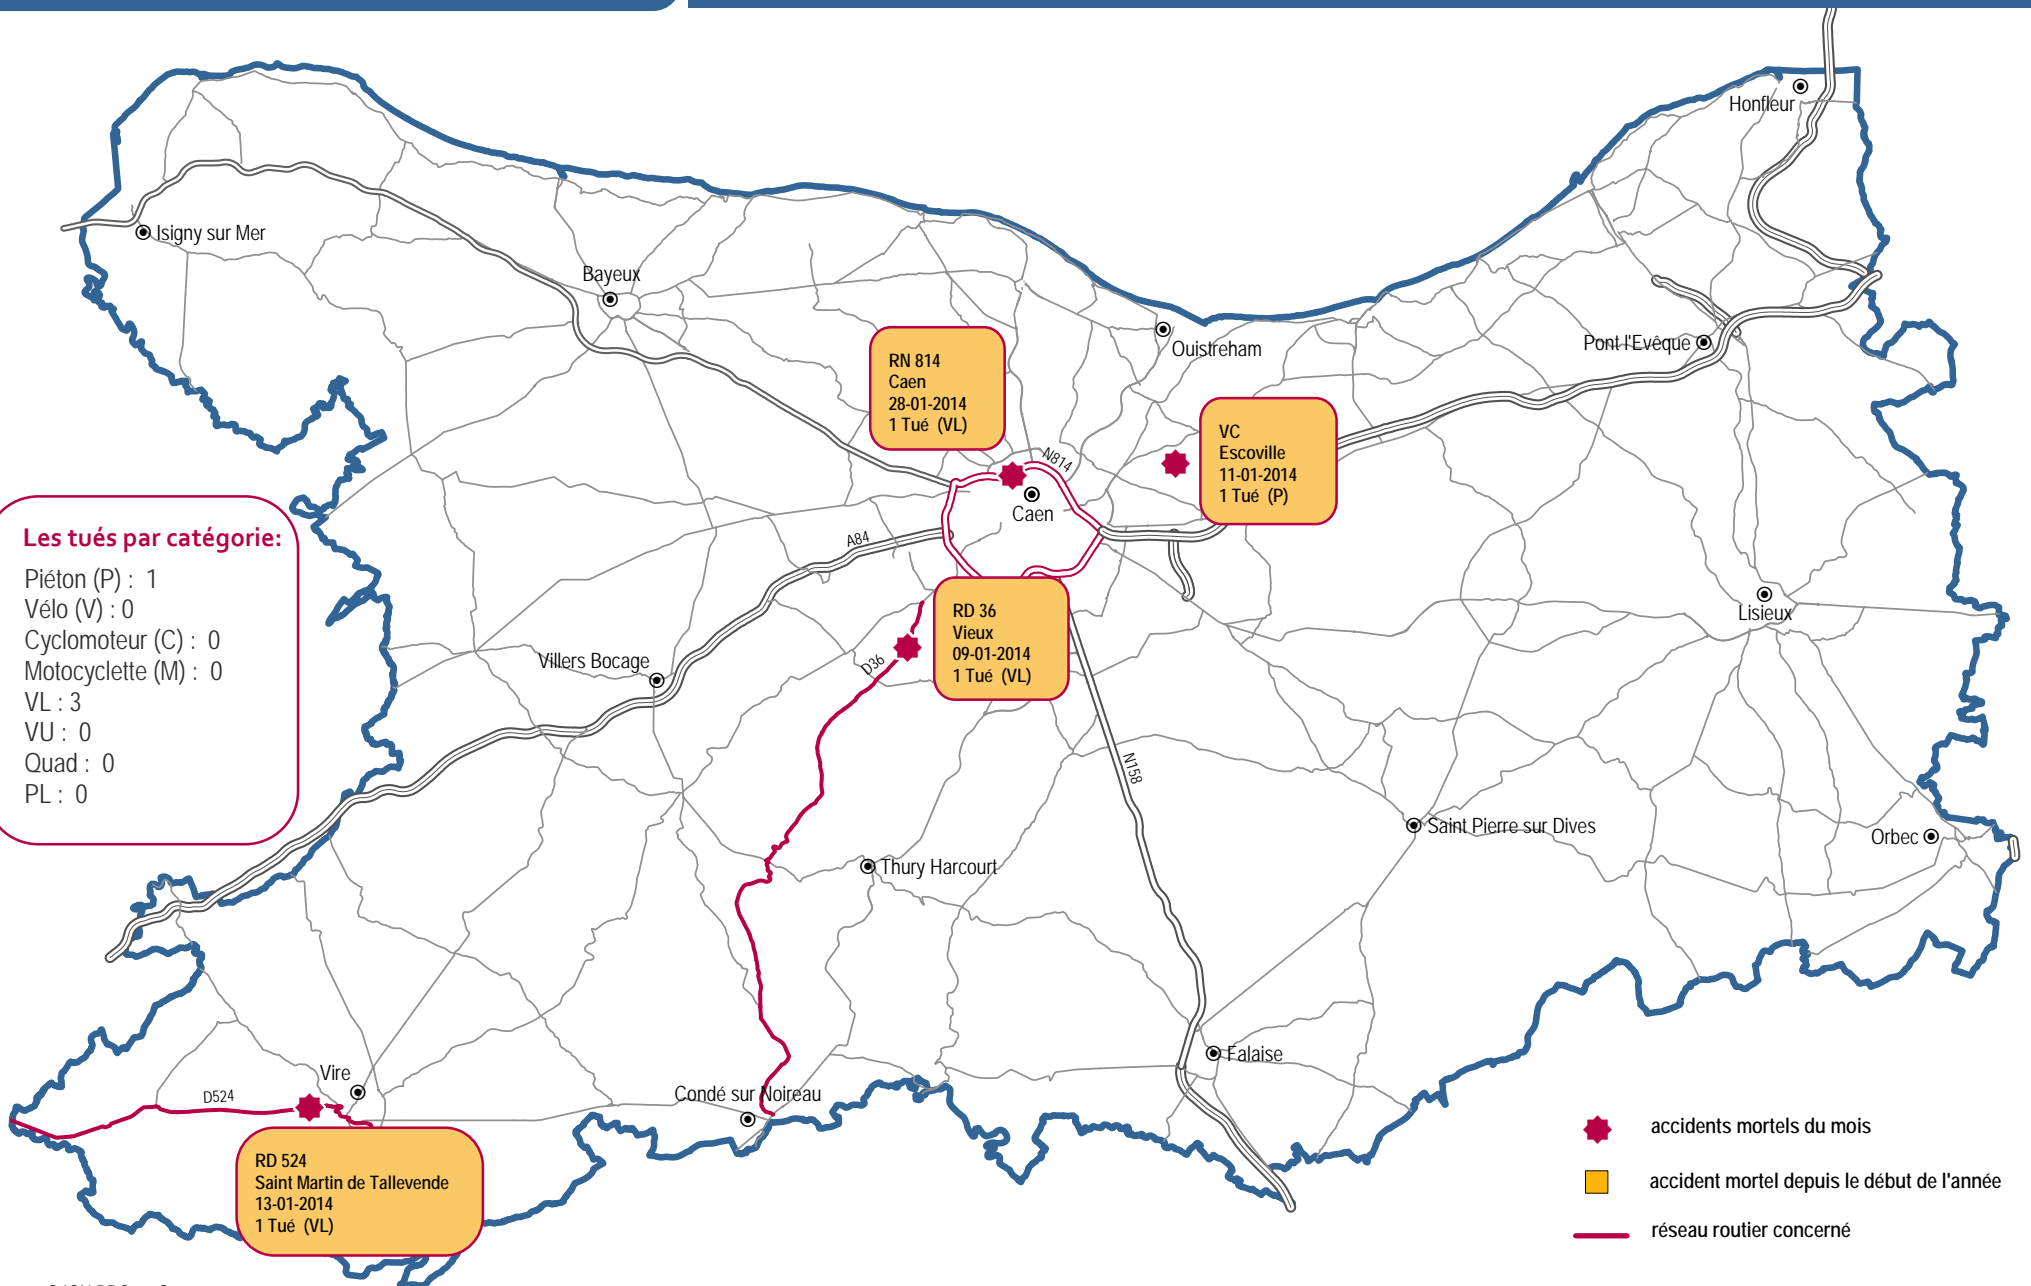 Honfleur
Isigny sur Mer
Bayeux
Ouistreham
Pont l'Evêque
RN 814
Caen
28-01-2014
1 Tué (VL)
VC
Escoville
11-01-2014
1 Tué (P)
N814
Caen
A84
Les tués par catégorie:
Piéton (P) : 1
Vélo (V) : 0
Cyclomoteur (C) : 0
Motocyclette (M) : 0
VL : 3
VU : 0
Quad : 0
PL : 0
RD 36
Vieux
09-01-2014
1 Tué (VL)
Lisieux
Villers Bocage
D36
N158
Saint Pierre sur Dives
Orbec
Thury Harcourt
Falaise
Vire
D524
Condé sur Noireau
RD 524
Saint Martin de Tallevende
13-01-2014
1 Tué (VL)
accidents mortels du mois
accident mortel depuis le début de l'année
réseau routier concerné